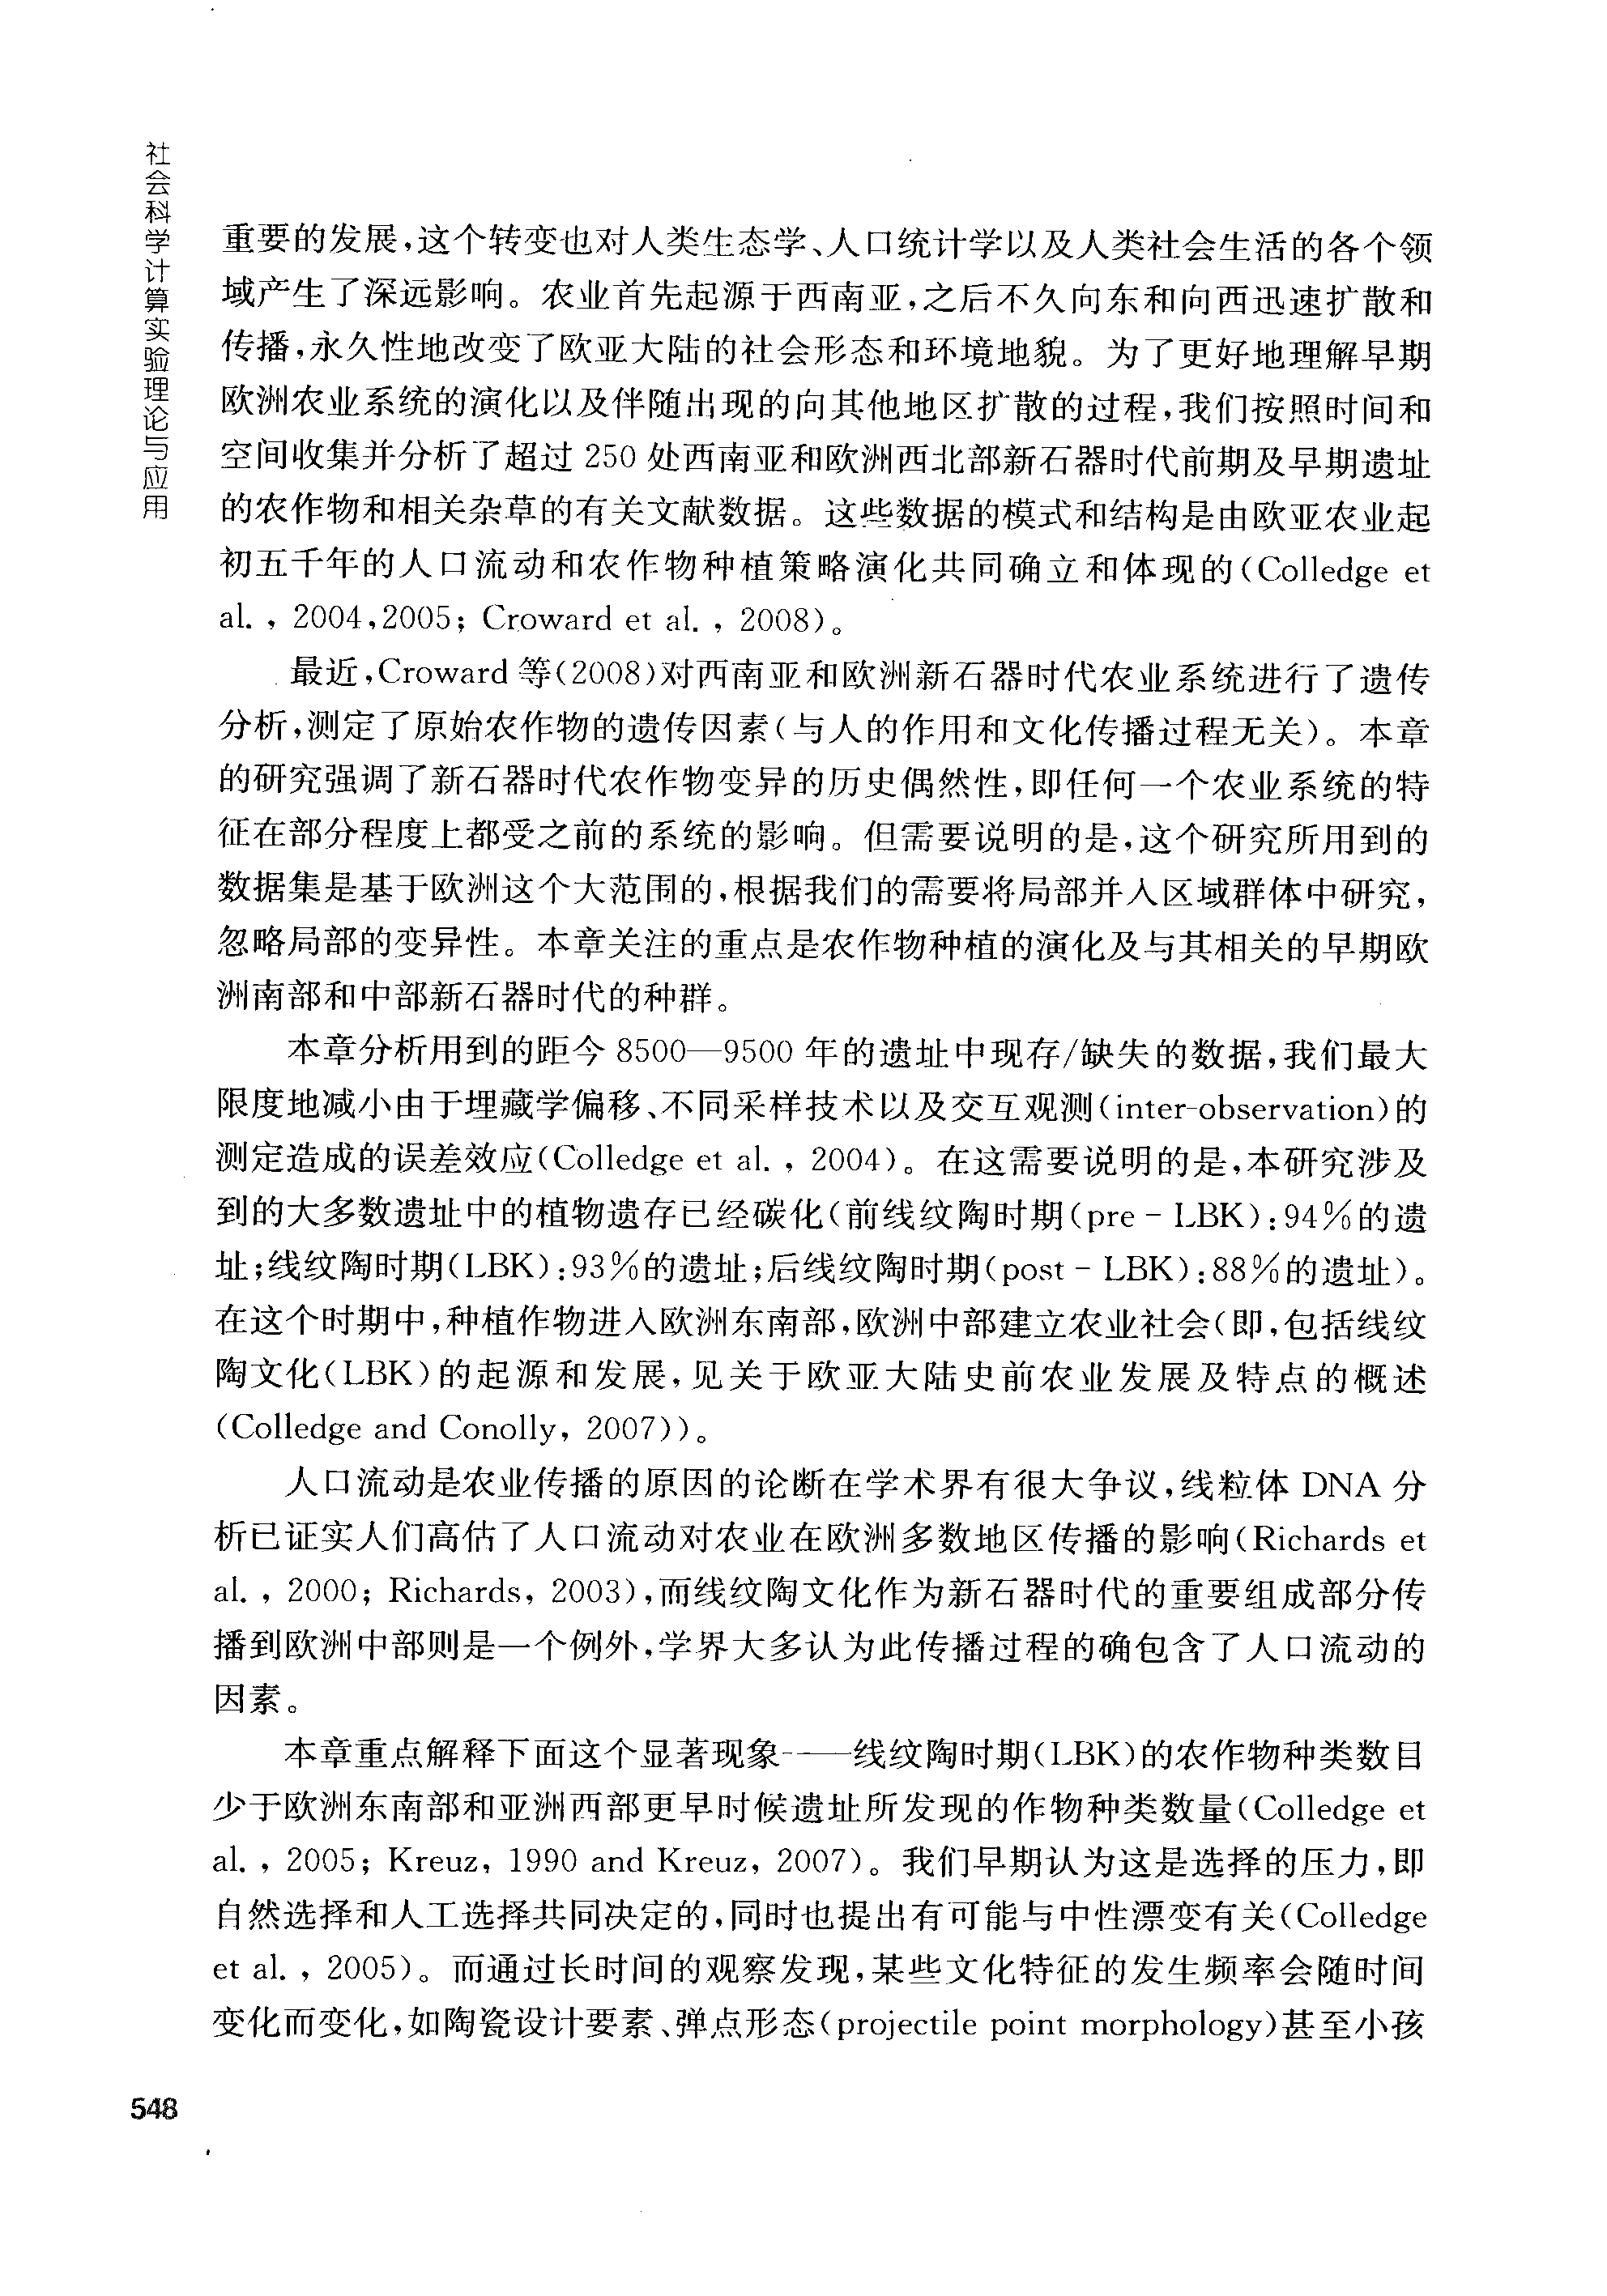 社会科学计算实验理论与应用
重要的发展,这个转变也对人类生态学、人口统计学以及人类社会生活的各个领
域产生了深远影响。农业首先起源于西南亚,之后不久向东和向西迅速扩散和
传播,永久性地改变了欧亚大陆的社会形态和环境地貌。为了更好地理解早期
欧洲农业系统的演化以及伴随出现的向其他地区扩散的过程,我们按照时间和
空间收集并分析了超过 250 处西南亚和欧洲西北部新石器时代前期及早期遗址
的农作物和相关杂草的有关文献数据。这些数据的模式和结构是由欧亚农业起
初五千年的人口流动和农作物种植策略演化共同确立和体现的(Colledge et
al. , 2004,2005; Croward et al. , 2008)。
最近,Croward 等(2008)对西南亚和欧洲新石器时代农业系统进行了遗传
分析,测定了原始农作物的遗传因素(与人的作用和文化传播过程无关)。本章
的研究强调了新石器时代农作物变异的历史偶然性,即任何一个农业系统的特
征在部分程度上都受之前的系统的影响。但需要说明的是,这个研究所用到的
数据集是基于欧洲这个大范围的,根据我们的需要将局部并入区域群体中研究,
忽略局部的变异性。本章关注的重点是农作物种植的演化及与其相关的早期欧
洲南部和中部新石器时代的种群。
本章分析用到的距今 8500—9500 年的遗址中现存/缺失的数据,我们最大
限度地减小由于埋藏学偏移、不同采样技术以及交互观测(inter-observation)的
测定造成的误差效应(Colledge et al. , 2004)。在这需要说明的是,本研究涉及
到的大多数遗址中的植物遗存已经碳化(前线纹陶时期(pre - LBK):94%的遗
址;线纹陶时期(LBK):93%的遗址;后线纹陶时期(post - LBK):88%的遗址)。
在这个时期中,种植作物进入欧洲东南部,欧洲中部建立农业社会(即,包括线纹
陶文化(LBK)的起源和发展,见关于欧亚大陆史前农业发展及特点的概述
(Colledge and Conolly, 2007))。
人口流动是农业传播的原因的论断在学术界有很大争议,线粒体 DNA 分
析已证实人们高估了人口流动对农业在欧洲多数地区传播的影响(Richards et
al. , 2000; Richards, 2003),而线纹陶文化作为新石器时代的重要组成部分传
播到欧洲中部则是一个例外,学界大多认为此传播过程的确包含了人口流动的
因素。
本章重点解释下面这个显著现象——线纹陶时期(LBK)的农作物种类数目
少于欧洲东南部和亚洲西部更早时候遗址所发现的作物种类数量(Colledge et
al. , 2005; Kreuz, 1990 and Kreuz, 2007)。我们早期认为这是选择的压力,即
自然选择和人工选择共同决定的,同时也提出有可能与中性漂变有关(Colledge
et al. , 2005)。而通过长时间的观察发现,某些文化特征的发生频率会随时间
变化而变化,如陶瓷设计要素、弹点形态(projectile point morphology)甚至小孩
548